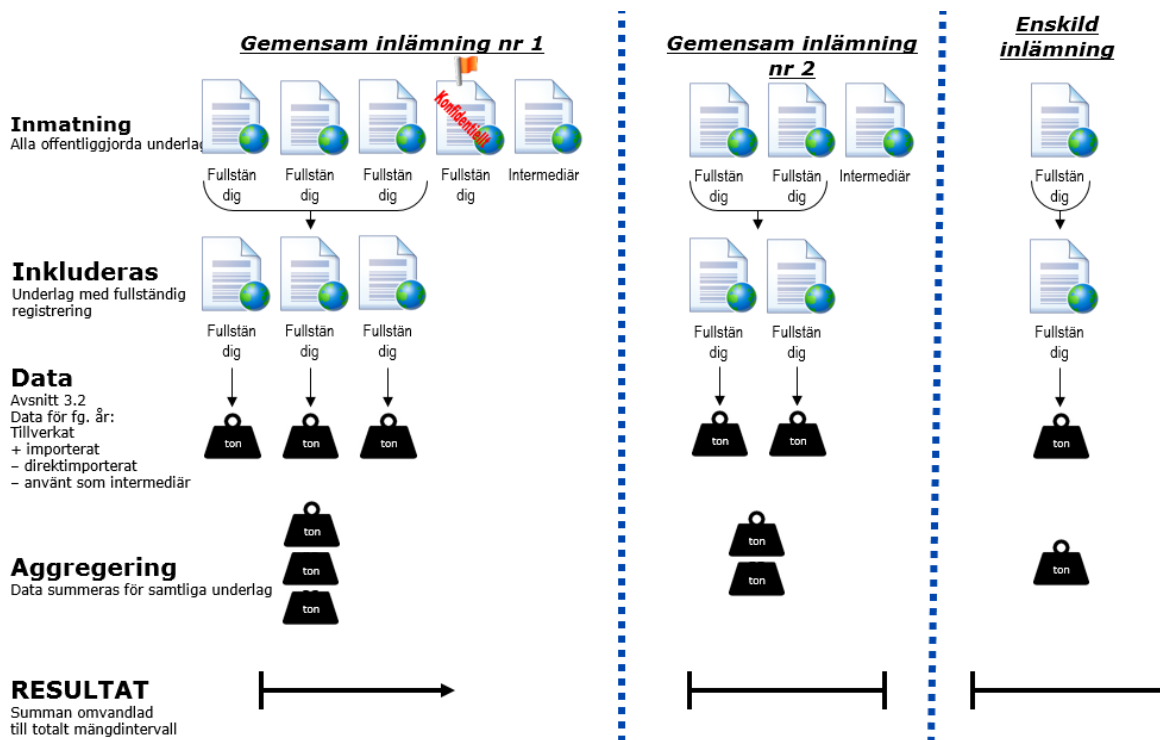 Gemensam inlämning nr 1
Gemensam inlämning
nr 2
Enskild
inlämning
Inmatning
Alla offentliggjorda underlag
Konfidentiellt
Fullstän
dig
Fullstän
dig
Fullstän
dig
Fullstän
dig
Intermediär
Fullstän
dig
Fullstän
dig
Intermediär
Fullstän
dig
Inkluderas
Underlag med fullständig
registrering
Fullstän
dig
Fullstän
dig
Fullstän
dig
Fullstän
dig
Fullstän
dig
Fullstän
dig
Data
Avsnitt 3.2
Data för fg. år:
Tillverkat
+ importerat
– direktimporterat
– använt som intermediär
ton
ton
ton
ton
ton
ton
Aggregering
Data summeras för samtliga underlag
ton
ton
ton
ton
ton
ton
RESULTAT
Summan omvandlad
till totalt mängdintervall